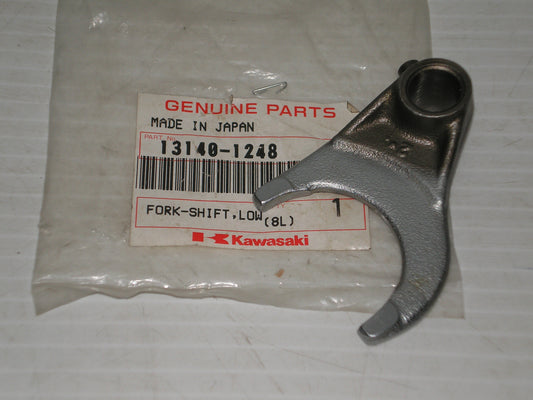 GENUINE PARTS
MADE IN JAPAN
PART NO.
13140-1248
FORK-SHIFT, LOW (8L) 1
Kawasaki